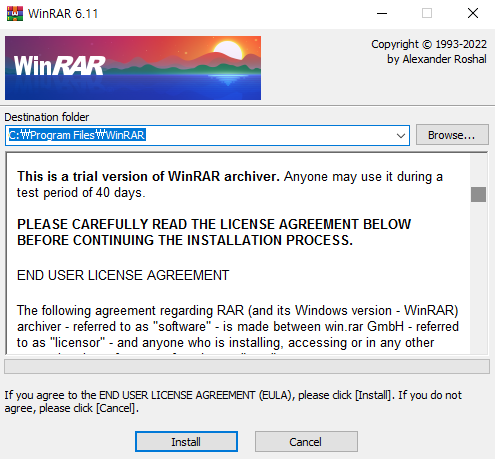 WinRAR 6.11
WinRAR
Copyright © 1993-2022
by Alexander Roshal
Destination folder
C:₩Program Files₩WinRAR
Browse...
This is a trial version of WinRAR archiver. Anyone may use it during a
test period of 40 days.
PLEASE CAREFULLY READ THE LICENSE AGREEMENT BELOW
BEFORE CONTINUING THE INSTALLATION PROCESS.
END USER LICENSE AGREEMENT
The following agreement regarding RAR (and its Windows version - WinRAR)
archiver - referred to as "software" - is made between win.rar GmbH - referred
to as "licensor" - and anyone who is installing, accessing or in any other
If you agree to the END USER LICENSE AGREEMENT (EULA), please click [Install]. If you do not
agree, please click [Cancel].
Install
Cancel